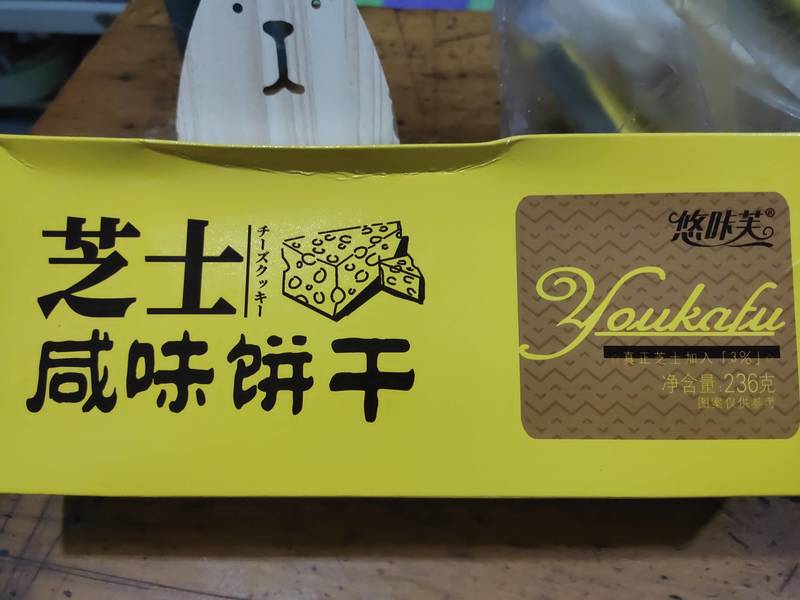 芝士
チーズクッキー
咸味饼干
悠咔芙®
Youkafu
真正芝士加入「3%」
净含量:236克
图案仅供参考